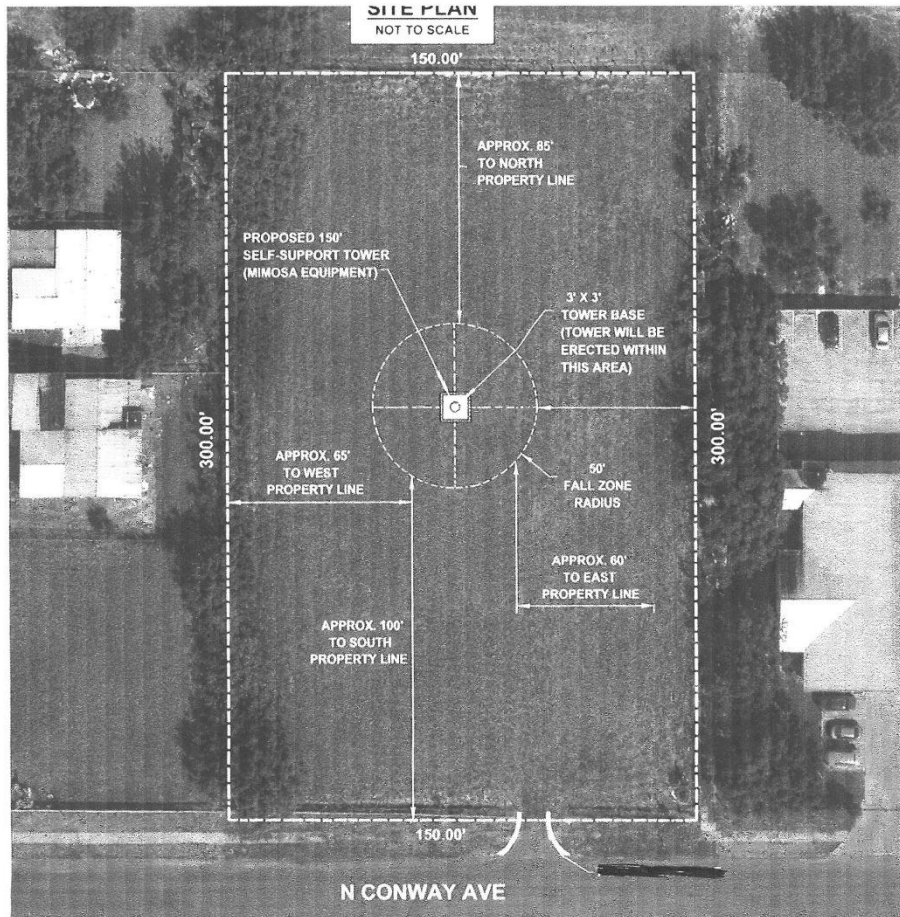 SITE PLAN
NOT TO SCALE
150.00'
APPROX. 85'
TO NORTH
PROPERTY LINE
PROPOSED 150'
SELF-SUPPORT TOWER
(MIMOSA EQUIPMENT)
3' X 3'
TOWER BASE
(TOWER WILL BE
ERECTED WITHIN
THIS AREA)
300.00'
300.00'
APPROX. 65'
TO WEST
PROPERTY LINE
50'
FALL ZONE
RADIUS
APPROX. 60'
TO EAST
PROPERTY LINE
APPROX. 100'
TO SOUTH
PROPERTY LINE
150.00'
N CONWAY AVE